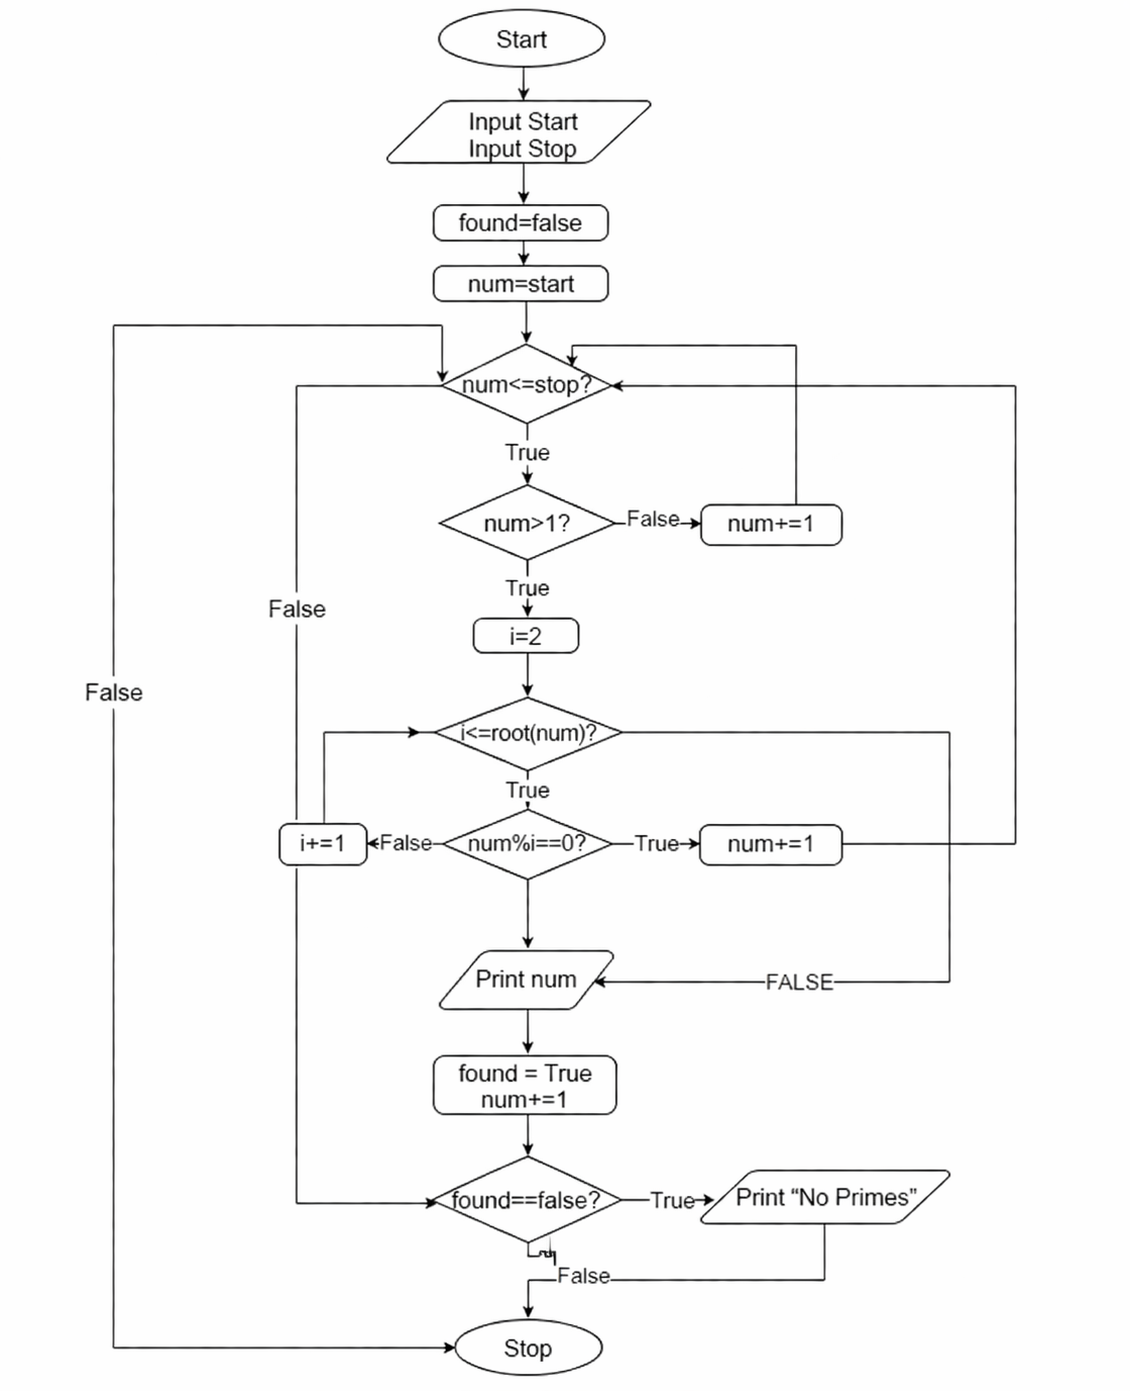 Start
Input Start
Input Stop
found=false
num=start
num<=stop?
True
num>1?
False
num+=1
True
False
i=2
False
i<=root(num)?
True
i+=1
False
num%i==0?
True
num+=1
Print num
FALSE
found = True
num+=1
found==false?
True
Print “No Primes”
False
Stop